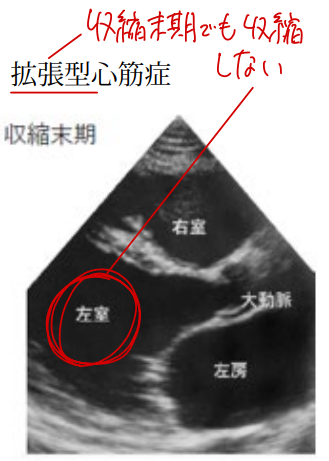 収縮末期でも収縮
しない
拡張型心筋症
収縮末期
右室
大動脈
左室
左房